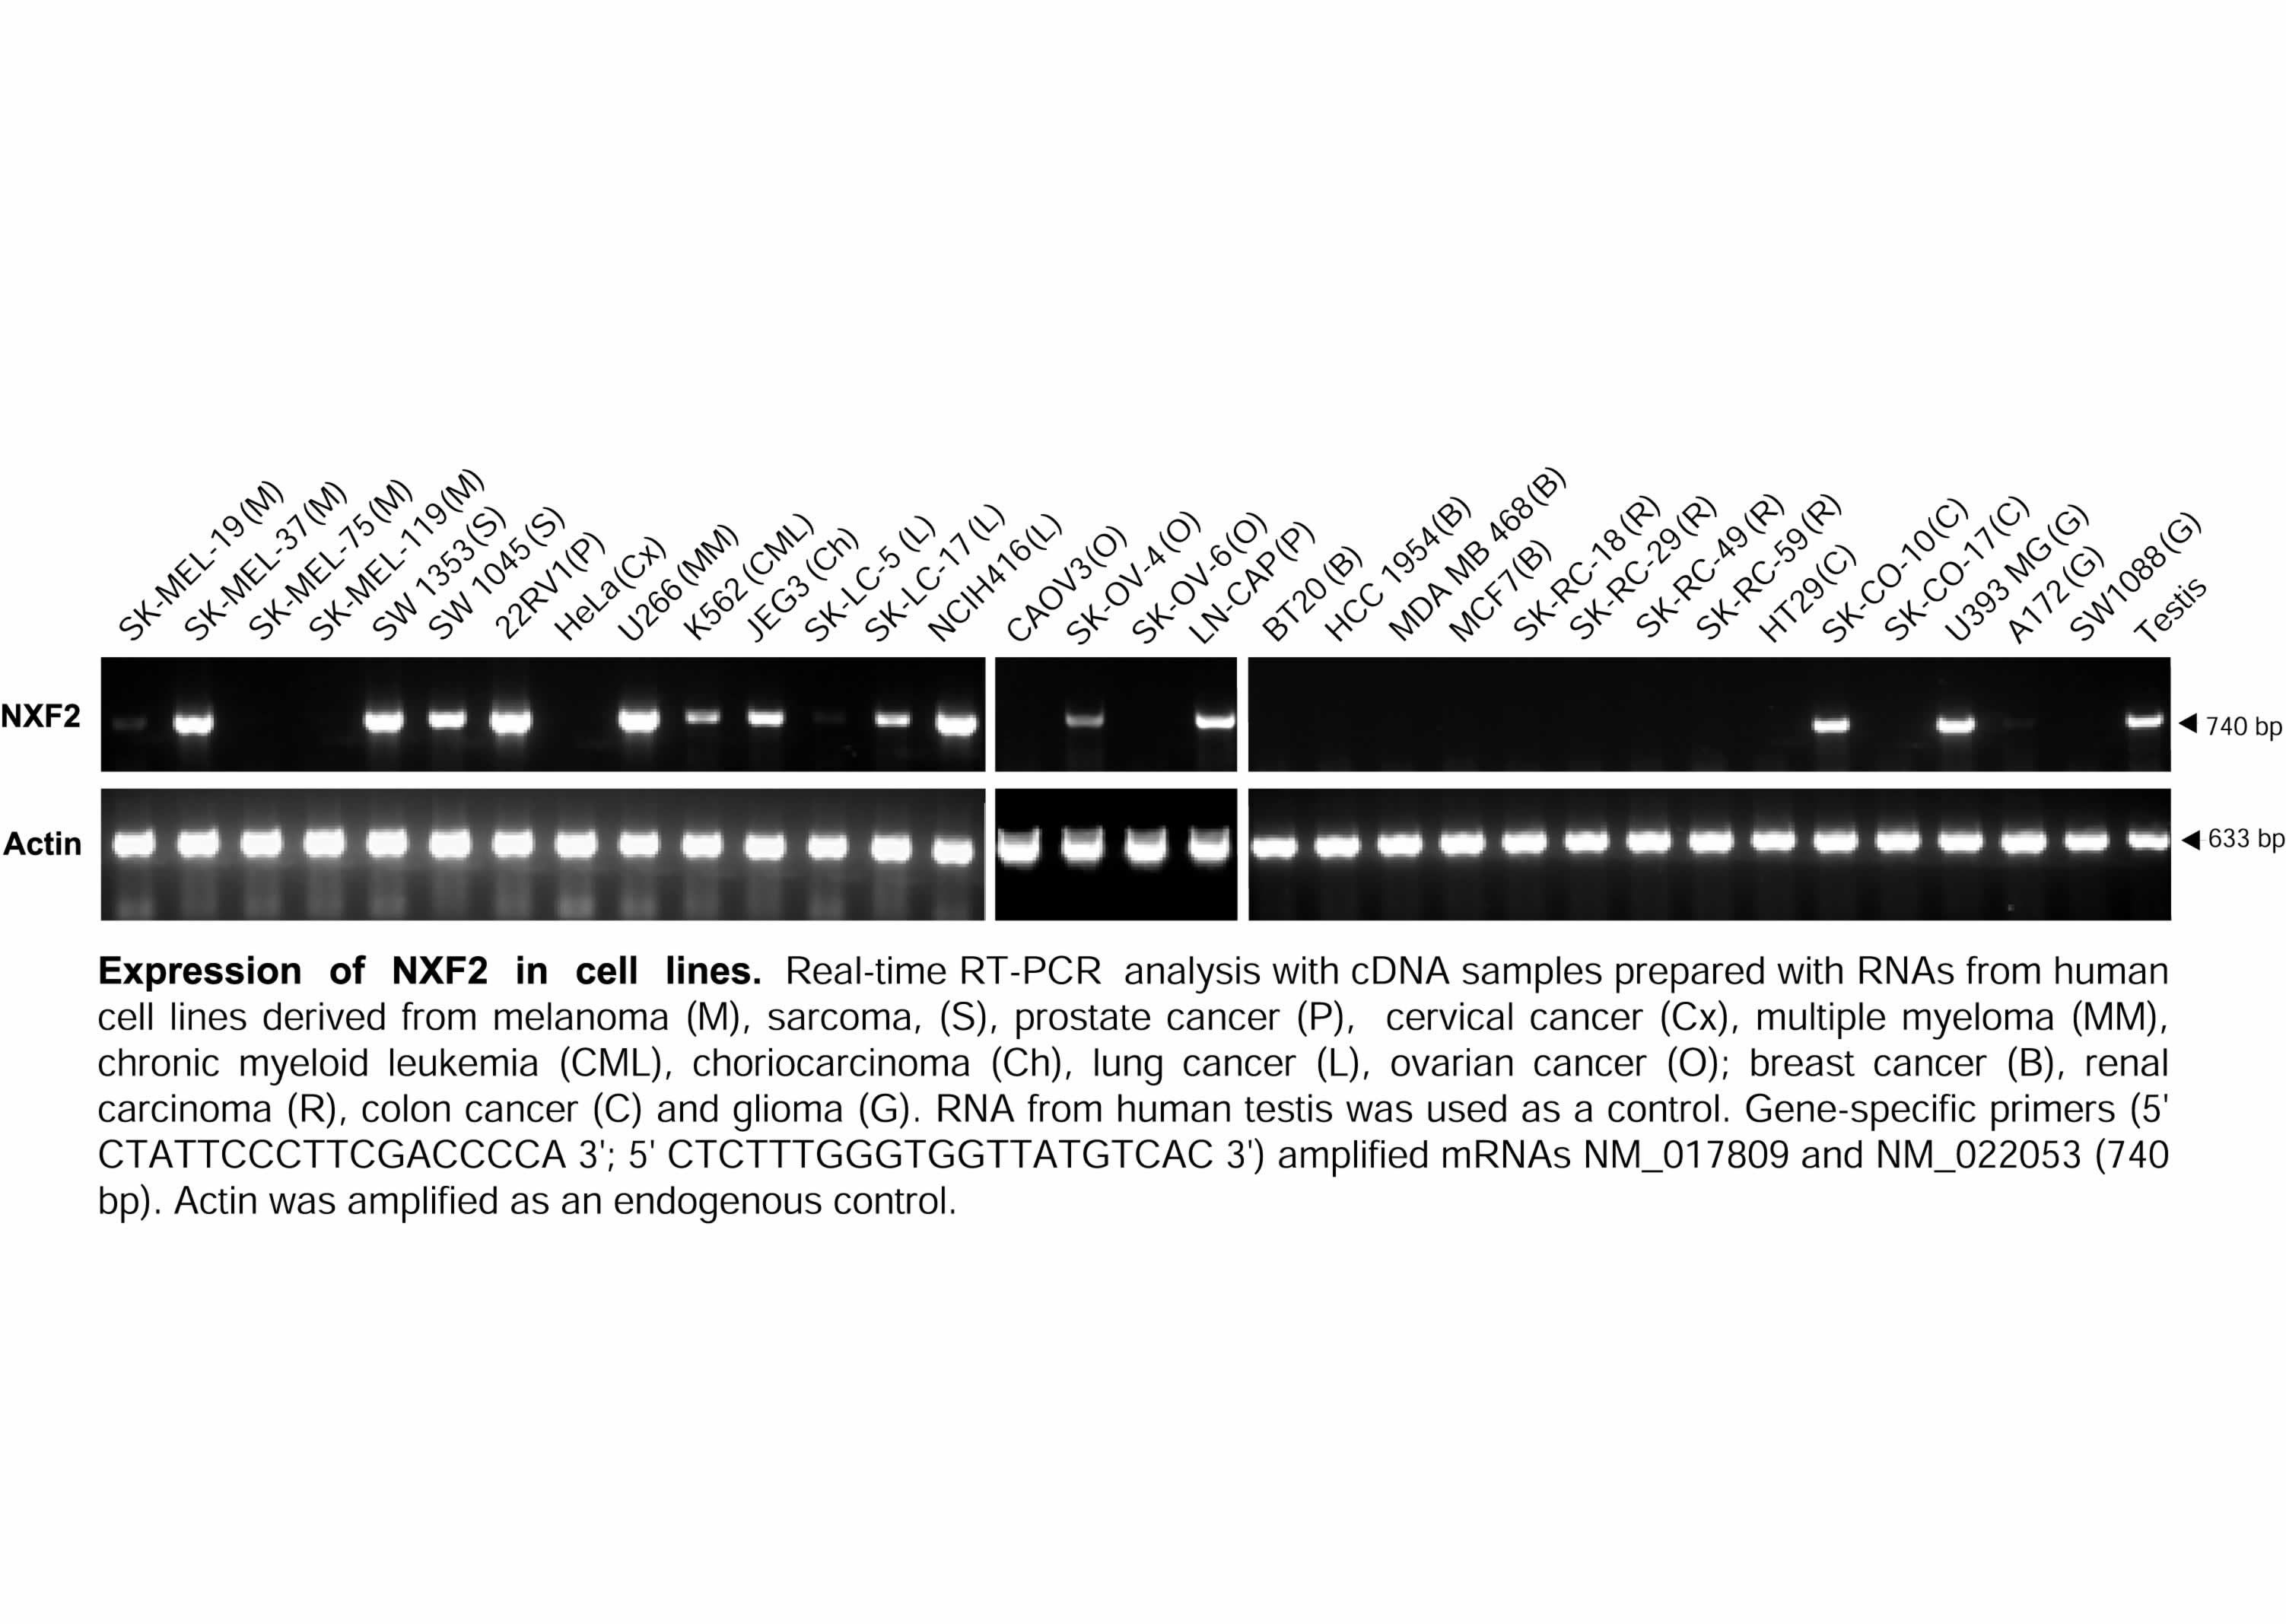 SK-MEL-19 (M)
SK-MEL-37 (M)
SK-MEL-75 (M)
SK-MEL-119 (M)
SW 1353 (S)
SW 1045 (S)
22RV1 (P)
HeLa (Cx)
U266 (MM)
K562 (CML)
JEG3 (Ch)
SK-LC-5 (L)
SK-LC-17 (L)
NCIH416 (L)
CAOV3 (O)
SK-OV-4 (O)
SK-OV-6 (O)
LN-CAP (P)
BT20 (B)
HCC 1954 (B)
MDA MB 468 (B)
MCF7 (B)
SK-RC-18 (R)
SK-RC-29 (R)
SK-RC-49 (R)
SK-RC-59 (R)
HT29 (C)
SK-CO-10 (C)
SK-CO-17 (C)
U393 MG (G)
A172 (G)
SW1088 (G)
Testis
NXF2
740 bp
Actin
633 bp
Expression of NXF2 in cell lines. Real-time RT-PCR analysis with cDNA samples prepared with RNAs from human
cell lines derived from melanoma (M), sarcoma, (S), prostate cancer (P), cervical cancer (Cx), multiple myeloma (MM),
chronic myeloid leukemia (CML), choriocarcinoma (Ch), lung cancer (L), ovarian cancer (O); breast cancer (B), renal
carcinoma (R), colon cancer (C) and glioma (G). RNA from human testis was used as a control. Gene-specific primers (5'
CTATTCCCTTCGACCCCCA 3'; 5' CTCTTTGGGTGGTTATGTCAC 3') amplified mRNAs NM_017809 and NM_022053 (740
bp). Actin was amplified as an endogenous control.